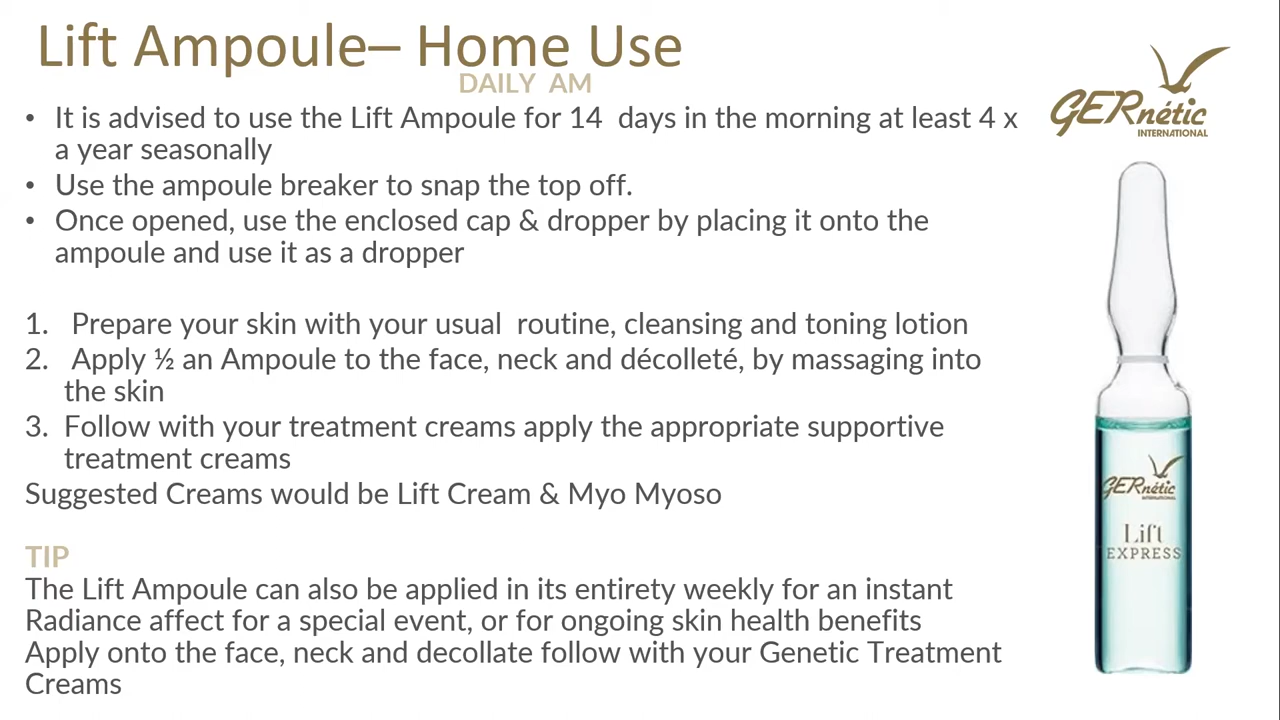 Lift Ampoule– Home Use
DAILY AM
GERnétic
INTERNATIONAL
• It is advised to use the Lift Ampoule for 14 days in the morning at least 4 x
a year seasonally
• Use the ampoule breaker to snap the top off.
• Once opened, use the enclosed cap & dropper by placing it onto the
ampoule and use it as a dropper
1. Prepare your skin with your usual routine, cleansing and toning lotion
2. Apply ½ an Ampoule to the face, neck and décolleté, by massaging into
the skin
3. Follow with your treatment creams apply the appropriate supportive
treatment creams
Suggested Creams would be Lift Cream & Myo Myoso
TIP
The Lift Ampoule can also be applied in its entirety weekly for an instant
Radiance affect for a special event, or for ongoing skin health benefits
Apply onto the face, neck and decollate follow with your Genetic Treatment
Creams
GERnétic
INTERNATIONAL
Lift
EXPRESS